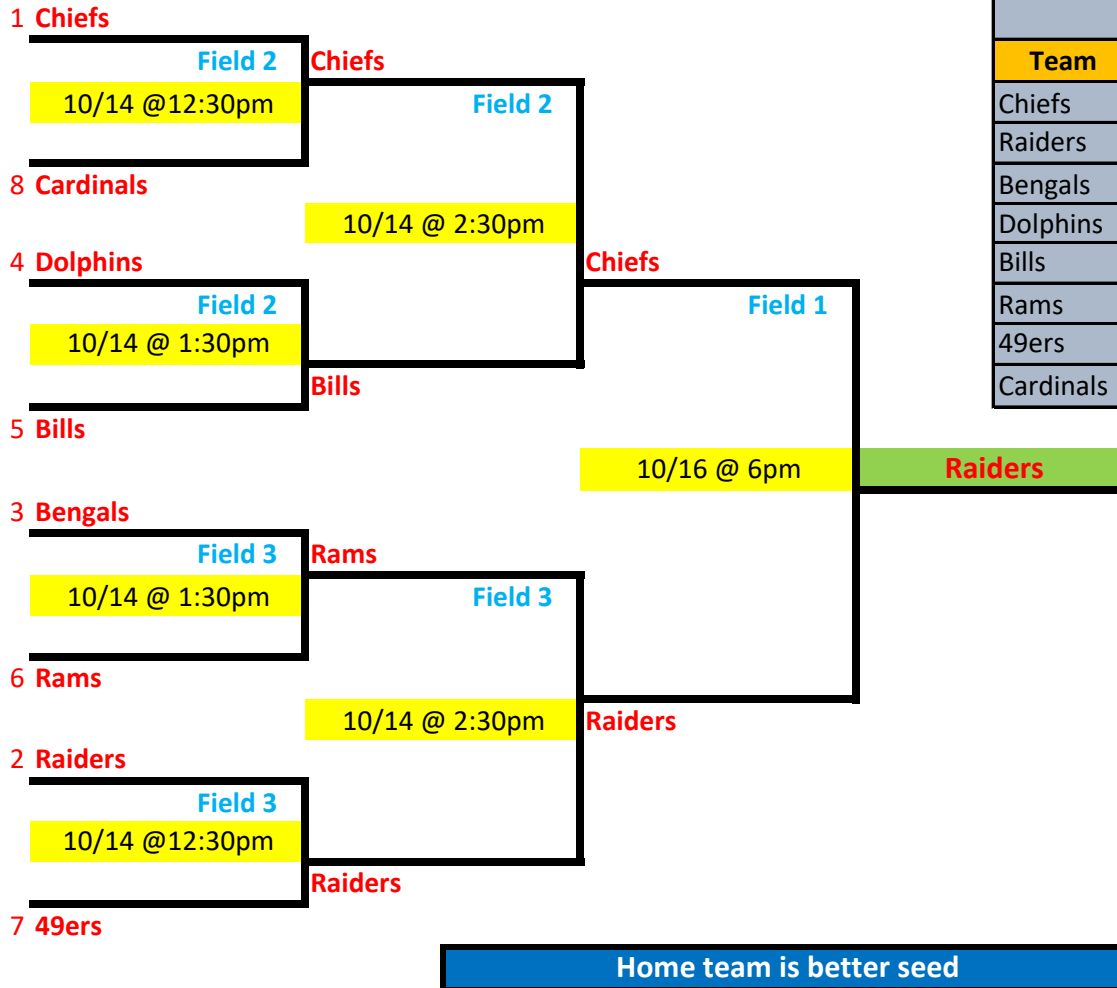 1 Chiefs
Field 2
10/14 @12:30pm
8 Cardinals
Chiefs
Field 2
10/14 @ 2:30pm
4 Dolphins
Field 2
10/14 @ 1:30pm
Bills
5 Bills
Chiefs
Field 1
10/16 @ 6pm
Raiders
3 Bengals
Field 3
10/14 @ 1:30pm
6 Rams
Rams
Field 3
10/14 @ 2:30pm
Raiders
2 Raiders
Field 3
10/14 @12:30pm
Raiders
7 49ers
Team
Chiefs
Raiders
Bengals
Dolphins
Bills
Rams
49ers
Cardinals
Home team is better seed